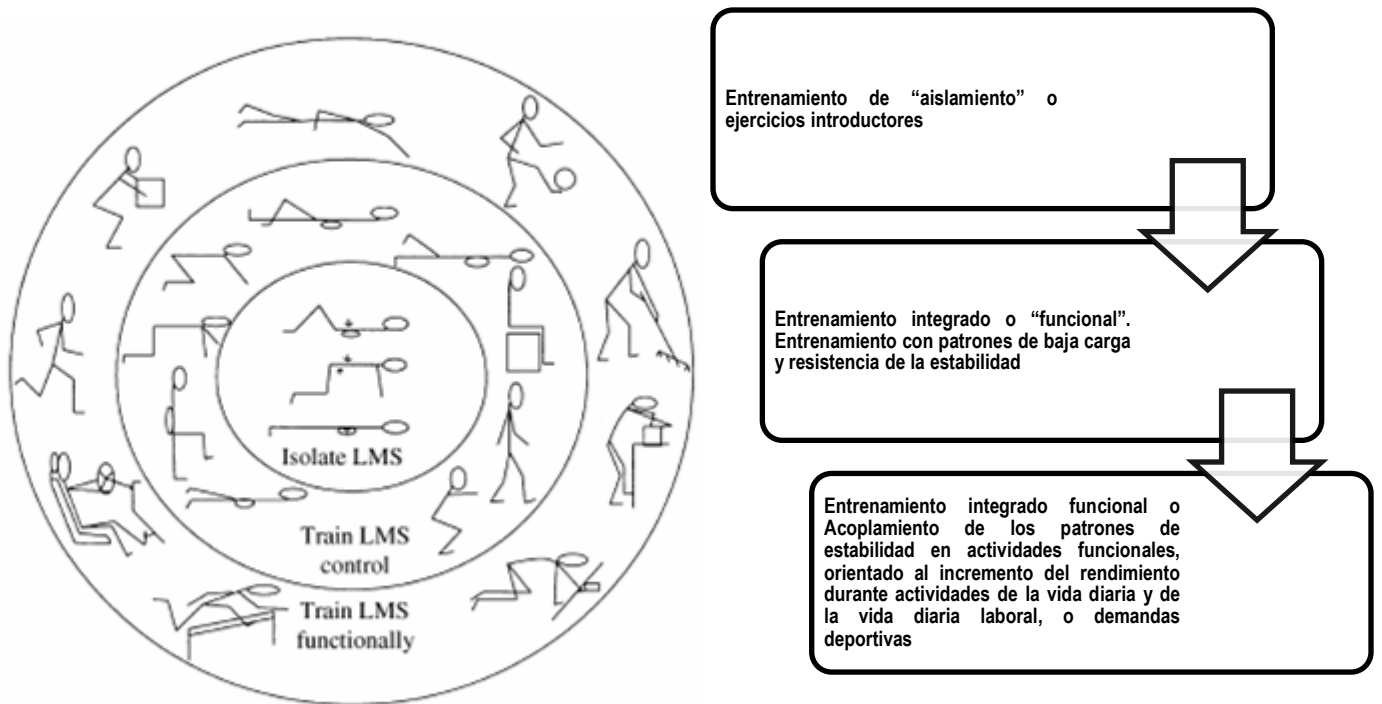 Isolate LMS
Train LMS
control
Train LMS
functionally
Entrenamiento de “aislamiento” o
ejercicios introductores
Entrenamiento integrado o “funcional”.
Entrenamiento con patrones de baja carga
y resistencia de la estabilidad
Entrenamiento integrado funcional o
Acoplamiento de los patrones de
estabilidad en actividades funcionales,
orientado al incremento del rendimiento
durante actividades de la vida diaria y de
la vida diaria laboral, o demandas
deportivas